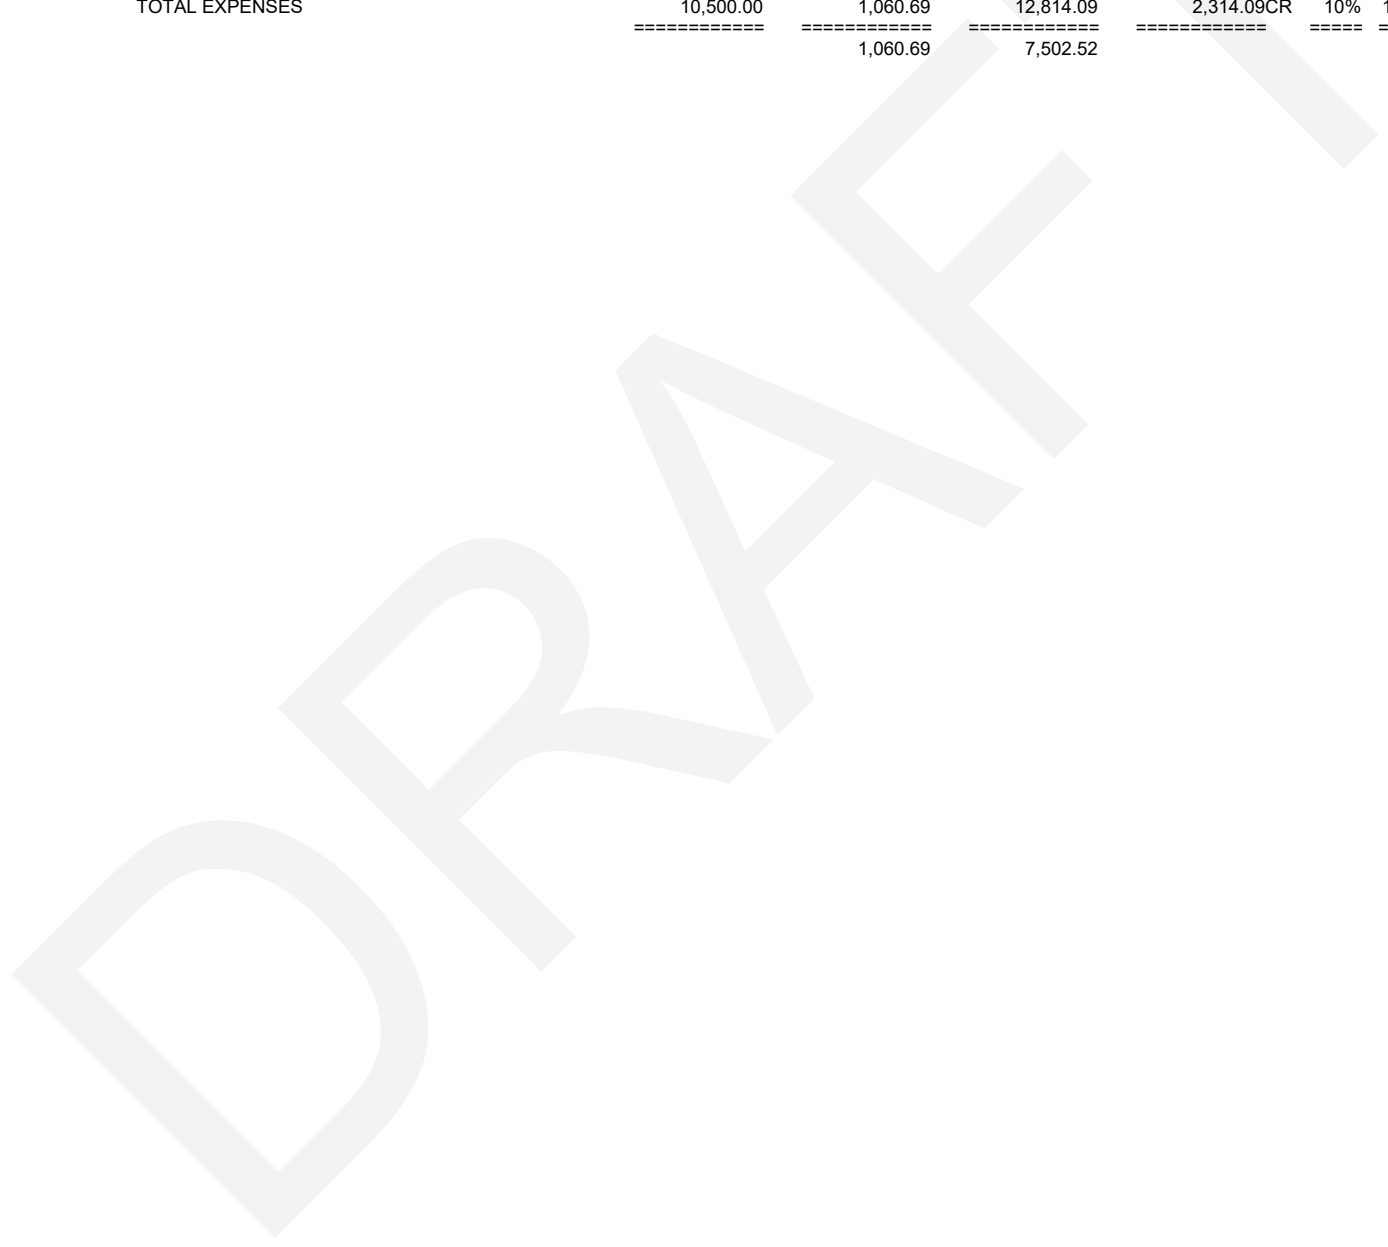 TOTAL EXPENSES 10,500.00 1,060.69 12,814.09 2,314.09CR 10%
============ ============ ============ ============ =====
1,060.69 7,502.52
DRAFT